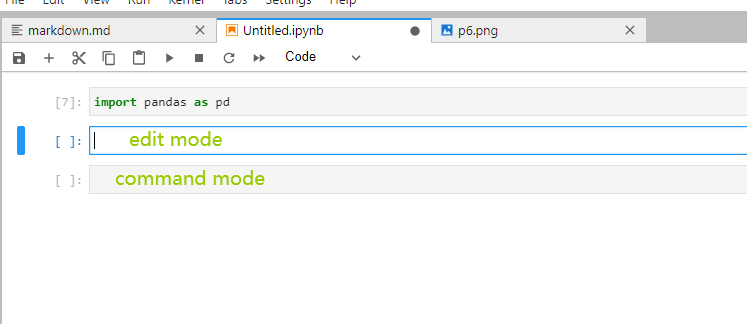 File Edit View Run Kernel Tabs Settings Help
markdown.md Untitled.ipynb p6.png
Code
[7]: import pandas as pd
[ ]: edit mode
[ ]: command mode